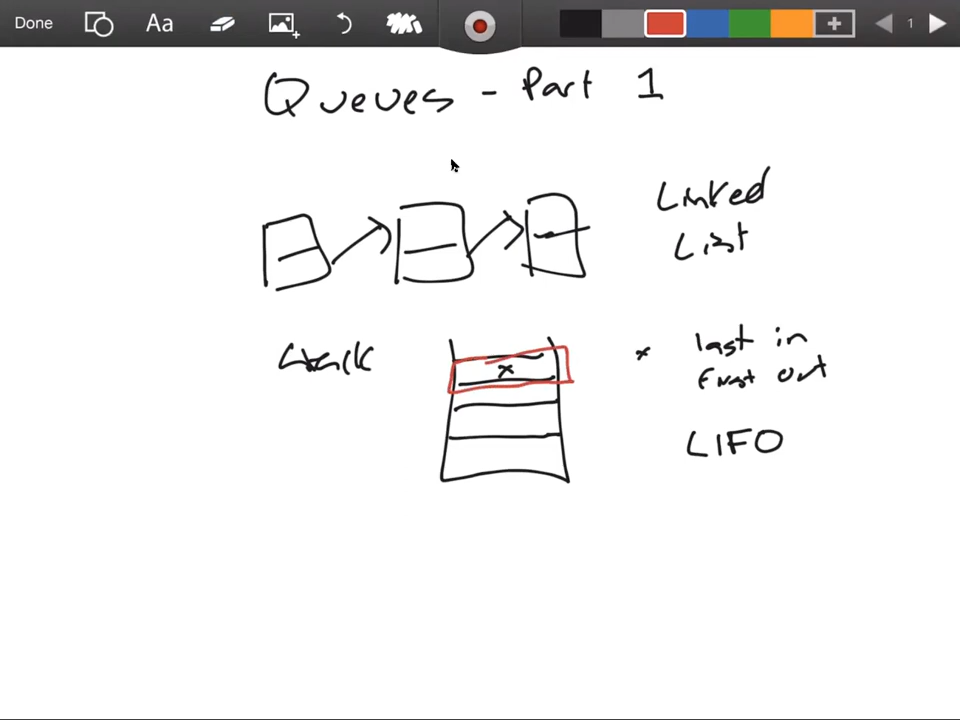 Done Aa 1
Queues - Part 1
Linked
List
Stack
x
* last in
First out
LIFO